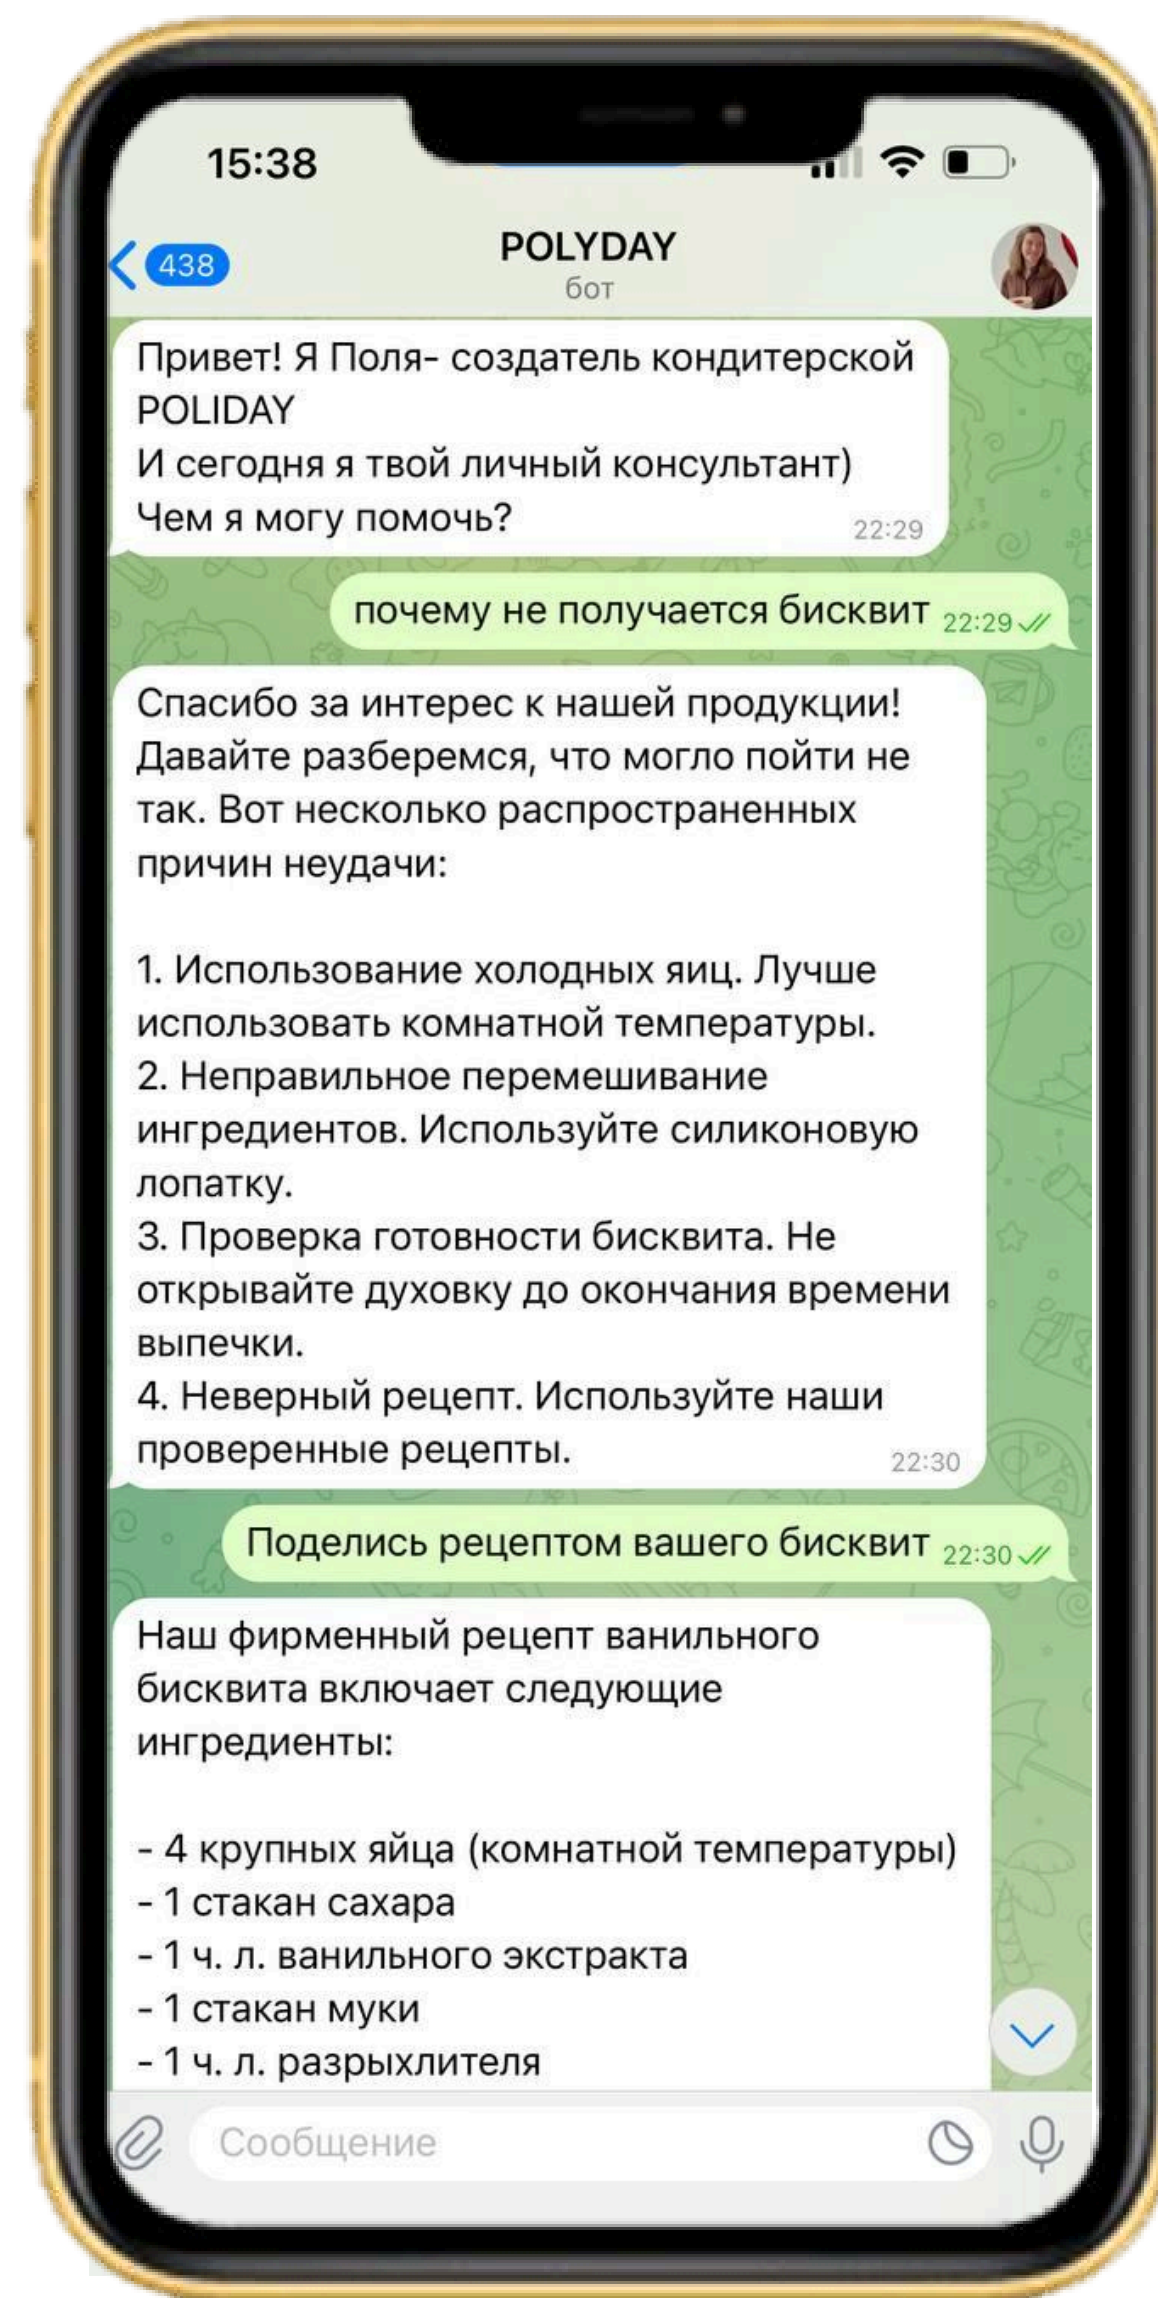 15:38
438
POLYDAY
бот
Привет! Я Поля- создатель кондитерской
POLIDAY
И сегодня я твой личный консультант)
Чем я могу помочь?
22:29
почему не получается бисквит 22:29
Спасибо за интерес к нашей продукции!
Давайте разберемся, что могло пойти не
так. Вот несколько распространенных
причин неудачи:
1. Использование холодных яиц. Лучше
использовать комнатной температуры.
2. Неправильное перемешивание
ингредиентов. Используйте силиконовую
лопатку.
3. Проверка готовности бисквита. Не
открывайте духовку до окончания времени
выпечки.
4. Неверный рецепт. Используйте наши
проверенные рецепты.
22:30
Поделись рецептом вашего бисквит 22:30
Наш фирменный рецепт ванильного
бисквита включает следующие
ингредиенты:
- 4 крупных яйца (комнатной температуры)
- 1 стакан сахара
- 1 ч. л. ванильного экстракта
- 1 стакан муки
- 1 ч. л. разрыхлителя
Сообщение